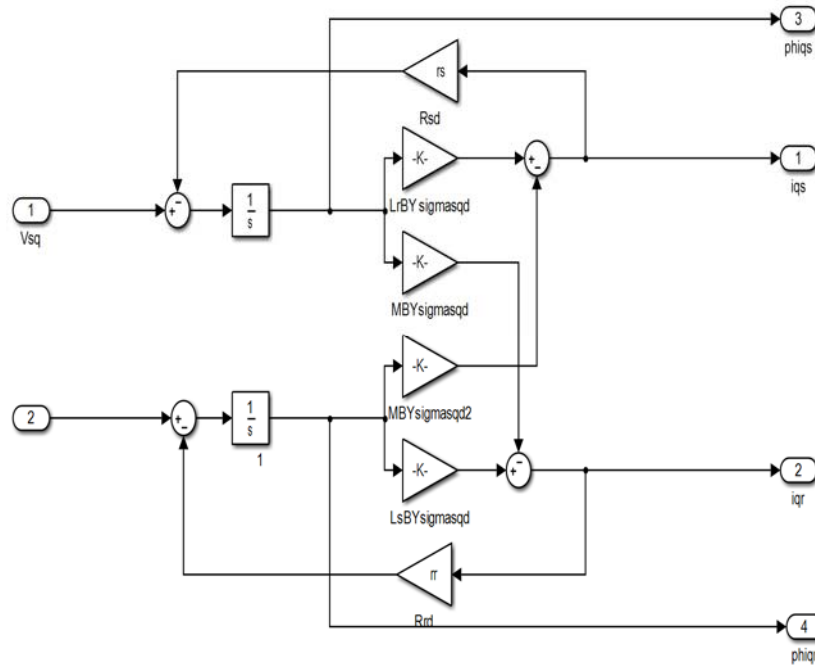 3
phiqs
rs
Rsd
-K-
LrBYsigmasqd
1
iqs
1
Vsq
1
s
-K-
MBYsigmasqd
-K-
MBYsigmasqd2
2
1
s
1
-K-
LsBYsigmasqd
2
iqr
rr
Rrd
4
phiqr